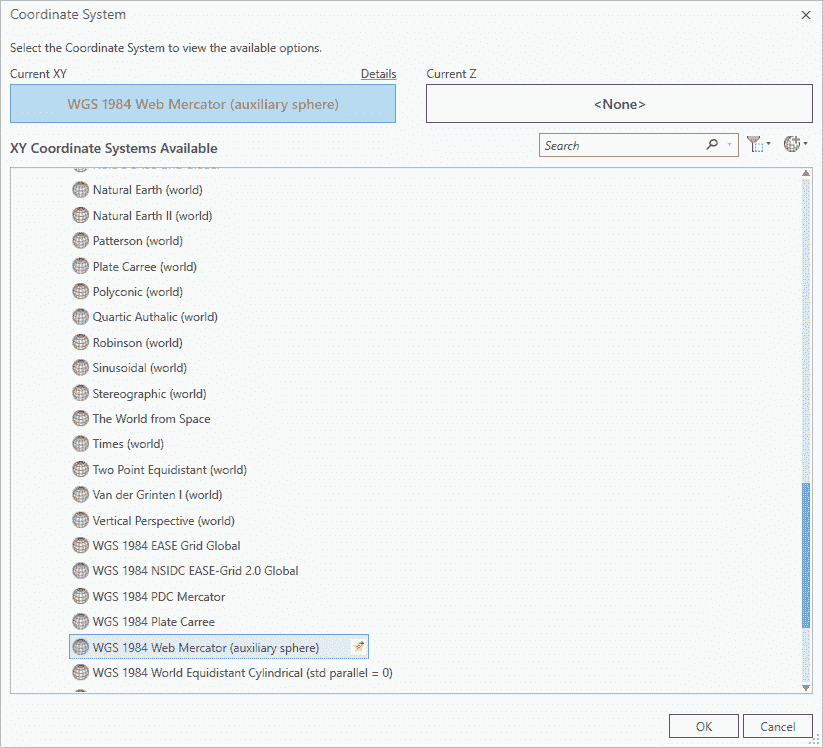 Coordinate System
Select the Coordinate System to view the available options.
Current XY
Details
Current Z
WGS 1984 Web Mercator (auxiliary sphere)
<None>
XY Coordinate Systems Available
Search
Natural Earth (world)
Natural Earth II (world)
Patterson (world)
Plate Carree (world)
Polyconic (world)
Quartic Authalic (world)
Robinson (world)
Sinusoidal (world)
Stereographic (world)
The World from Space
Times (world)
Two Point Equidistant (world)
Van der Grinten I (world)
Vertical Perspective (world)
WGS 1984 EASE Grid Global
WGS 1984 NSIDC EASE-Grid 2.0 Global
WGS 1984 PDC Mercator
WGS 1984 Plate Carree
WGS 1984 Web Mercator (auxiliary sphere)
WGS 1984 World Equidistant Cylindrical (std parallel = 0)
OK
Cancel